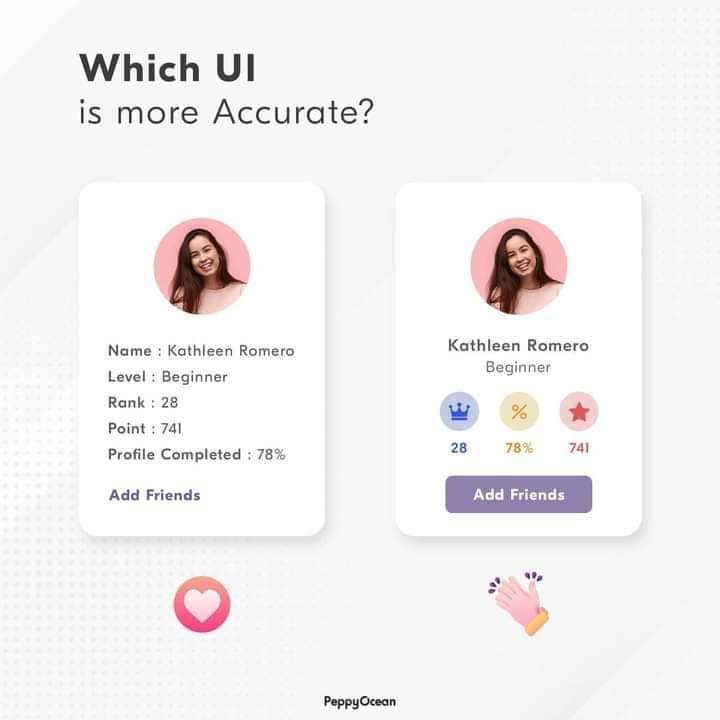 Which UI
is more Accurate?
Name : Kathleen Romero
Level : Beginner
Rank : 28
Point : 741
Profile Completed : 78%
Add Friends
Kathleen Romero
Beginner
28 78% 741
Add Friends
PeppyOcean